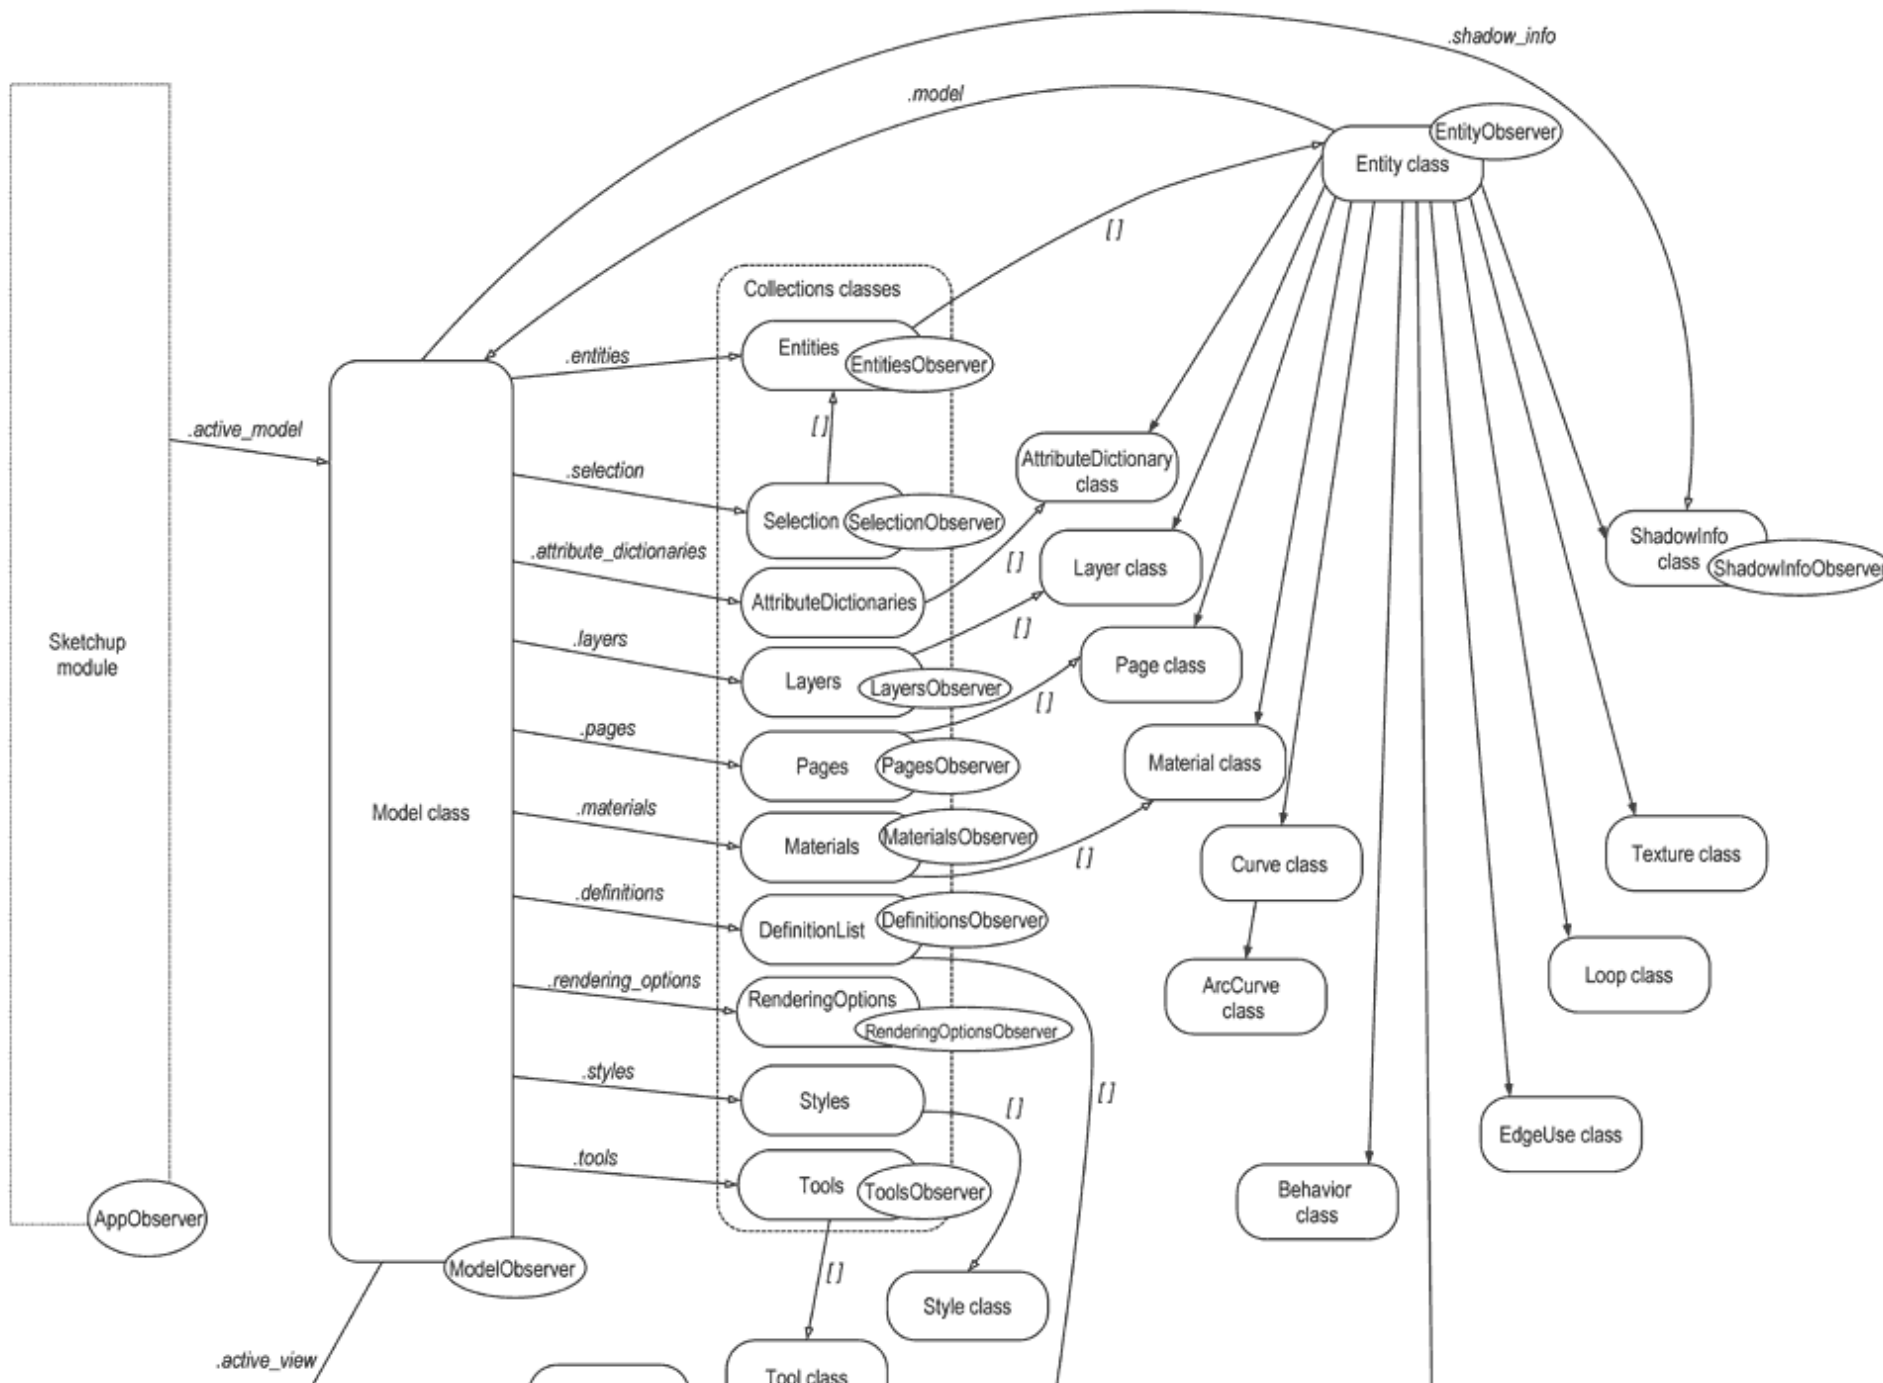 .shadow_info
.model
EntityObserver
Entity class
[ ]
Collections classes
.entities
Entities
EntitiesObserver
[ ]
.active_model
.selection
Selection
SelectionObserver
AttributeDictionary
class
[ ]
.attribute_dictionaries
AttributeDictionaries
Layer class
ShadowInfo
class
ShadowInfoObserver
Sketchup
module
.layers
Layers
LayersObserver
[ ]
Page class
[ ]
.pages
Pages
PagesObserver
Material class
Model class
.materials
Materials
MaterialsObserver
[ ]
Curve class
Texture class
.definitions
DefinitionList
DefinitionsObserver
ArcCurve
class
Loop class
.rendering_options
RenderingOptions
RenderingOptionsObserver
.styles
Styles
[ ]
[ ]
EdgeUse class
.tools
Tools
ToolsObserver
Behavior
class
AppObserver
ModelObserver
[ ]
Style class
.active_view
Tool class